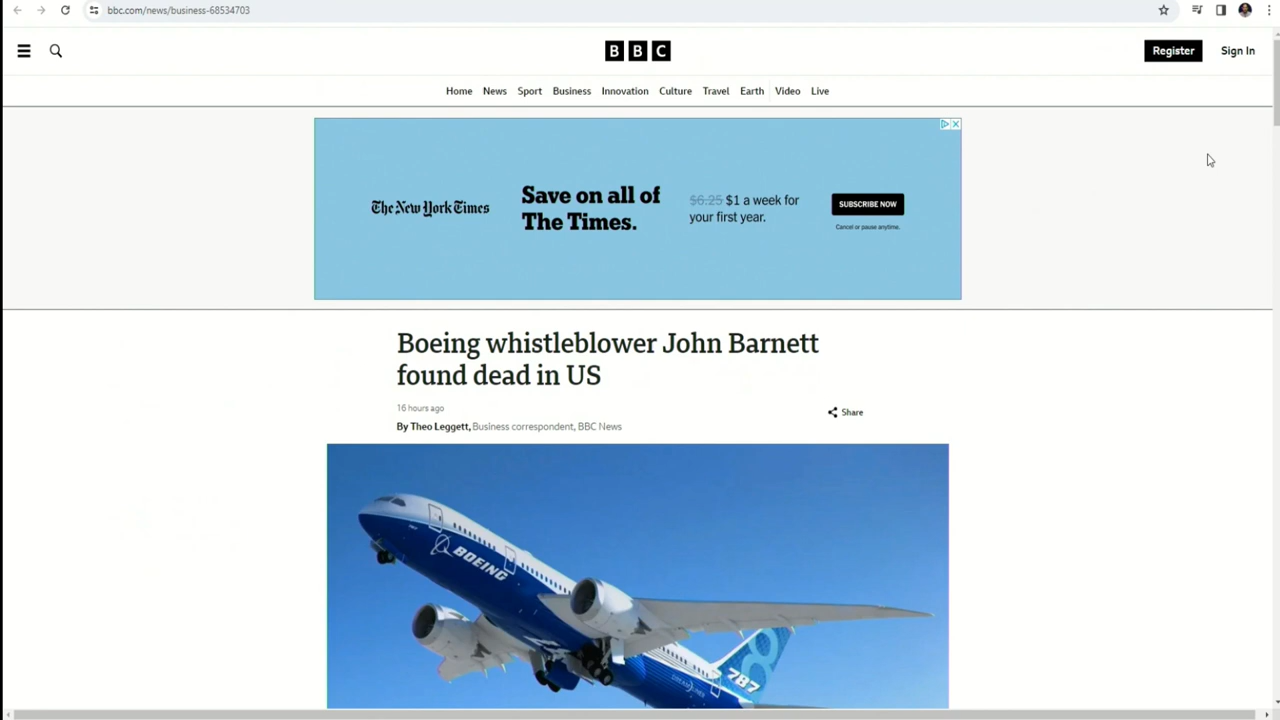 bbc.com/news/business-68534703
BBC
Register
Sign In
Home News Sport Business Innovation Culture Travel Earth Video Live
The New York Times
Save on all of
The Times.
$6.25 $1 a week for
your first year.
SUBSCRIBE NOW
Cancel or pause anytime.
Boeing whistleblower John Barnett
found dead in US
16 hours ago
Share
By Theo Leggett, Business correspondent, BBC News
BOEING
787
8
DREAMLINER
787